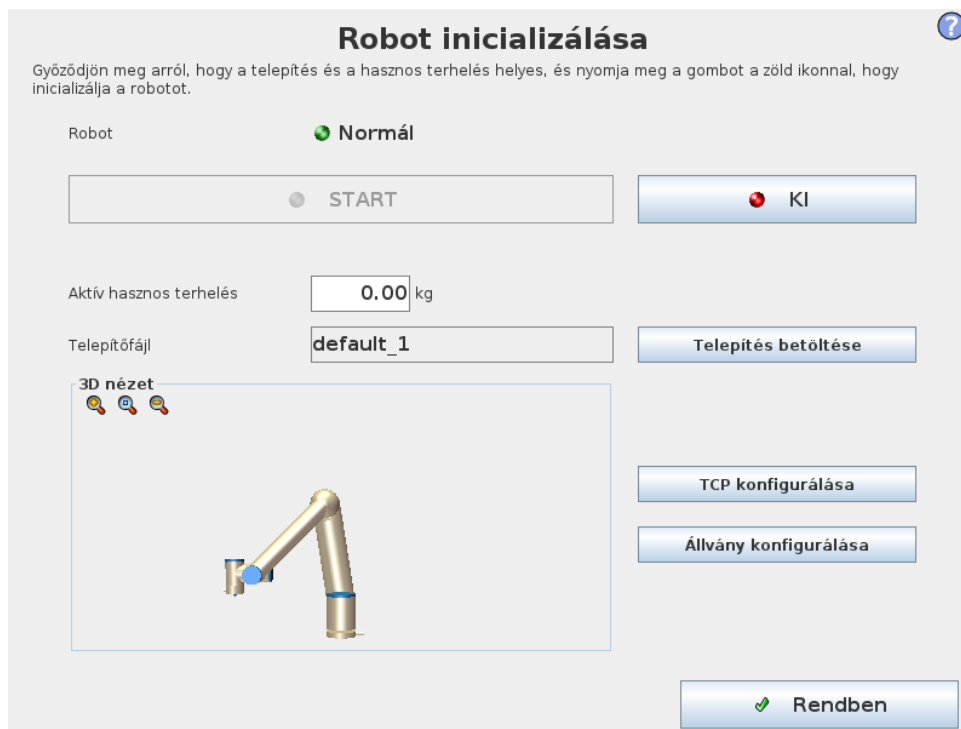 Robot inicializálása
?
Győződjön meg arról, hogy a telepítés és a hasznos terhelés helyes, és nyomja meg a gombot a zöld ikonnal, hogy
inicializálja a robotot.
Robot
Normál
START
KI
Aktív hasznos terhelés
0.00 kg
Telepítőfájl
default_1
Telepítés betöltése
3D nézet
TCP konfigurálása
Állvány konfigurálása
Rendben